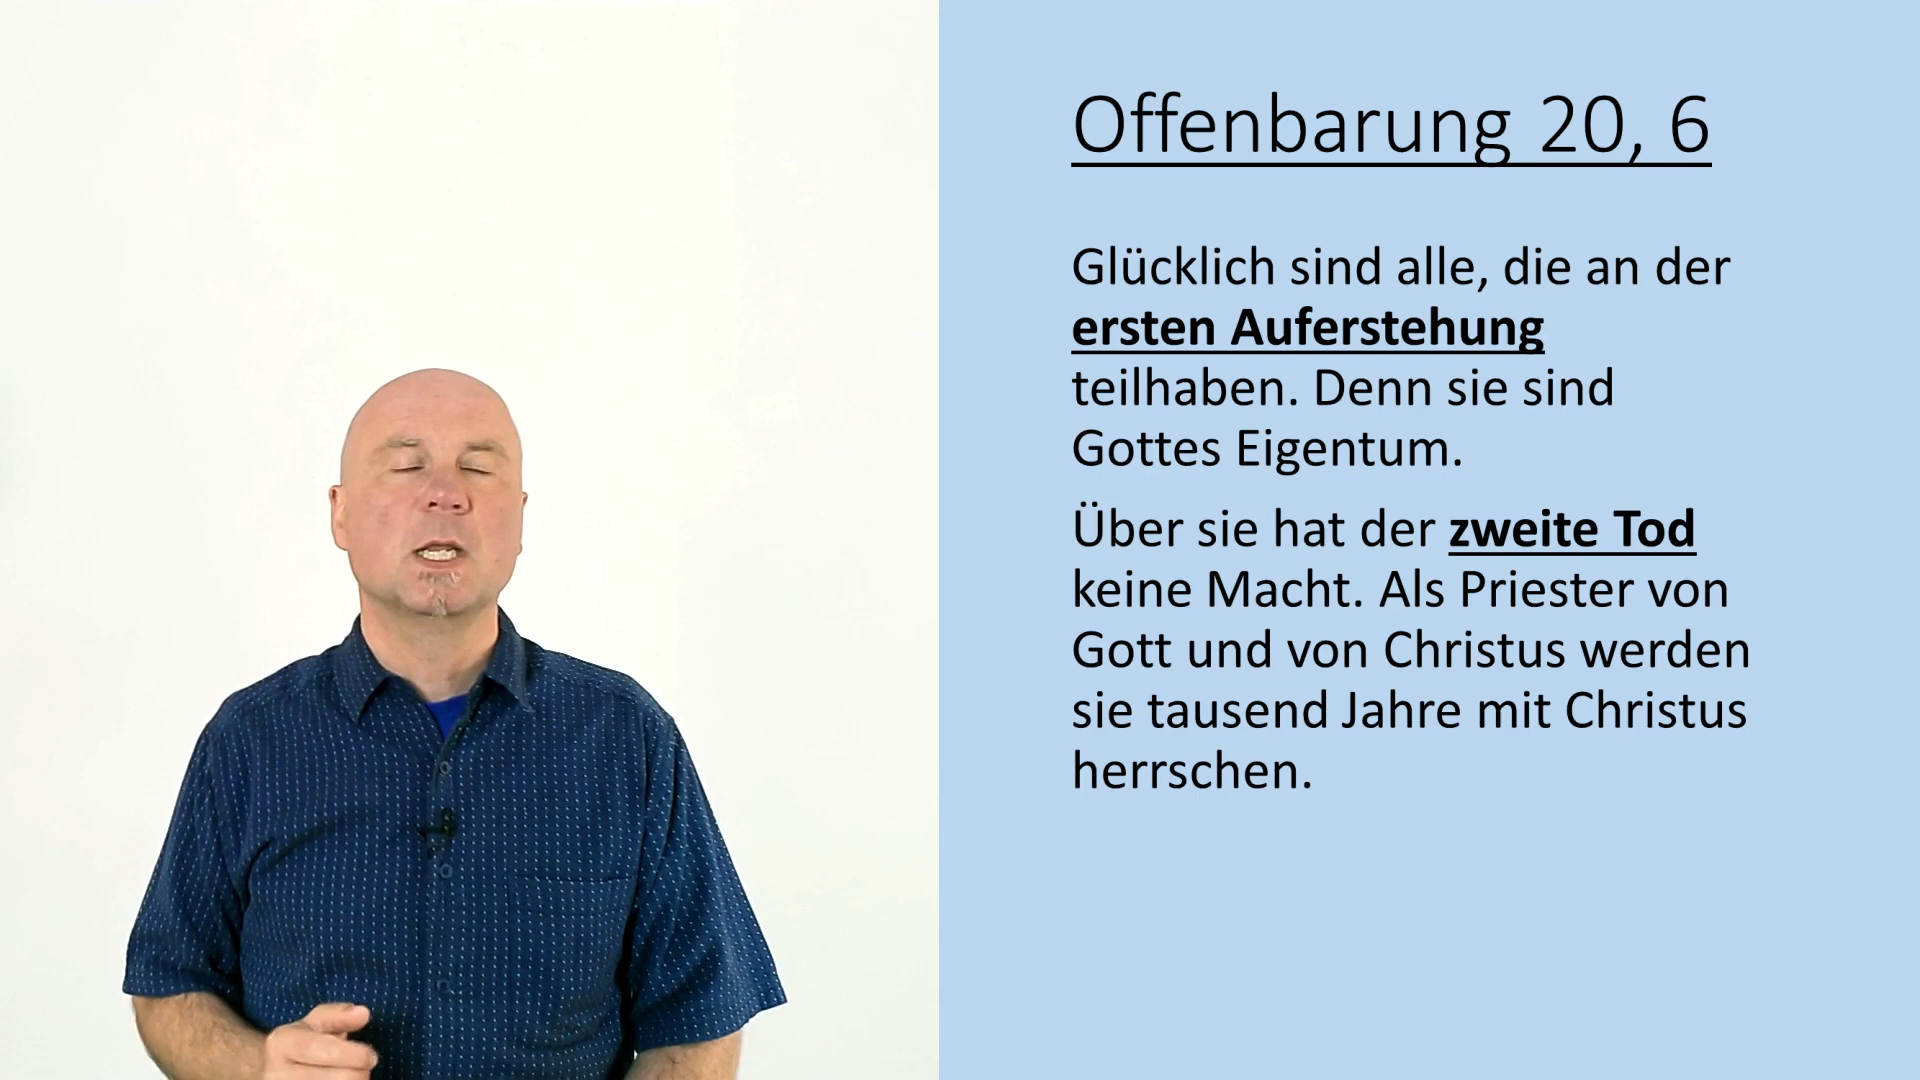 Offenbarung 20, 6
Glücklich sind alle, die an der
ersten Auferstehung
teilhaben. Denn sie sind
Gottes Eigentum.
Über sie hat der zweite Tod
keine Macht. Als Priester von
Gott und von Christus werden
sie tausend Jahre mit Christus
herrschen.